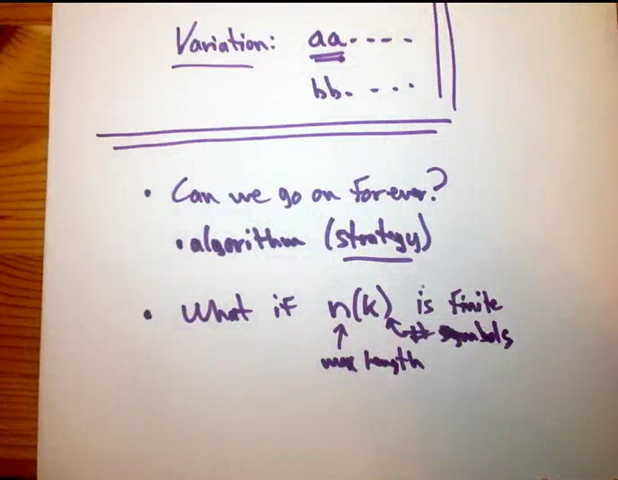 Variation: aa....
bb.....
• Can we go on forever?
• algorithm (strategy)
• What if n(k) is finite
# symbols
max length